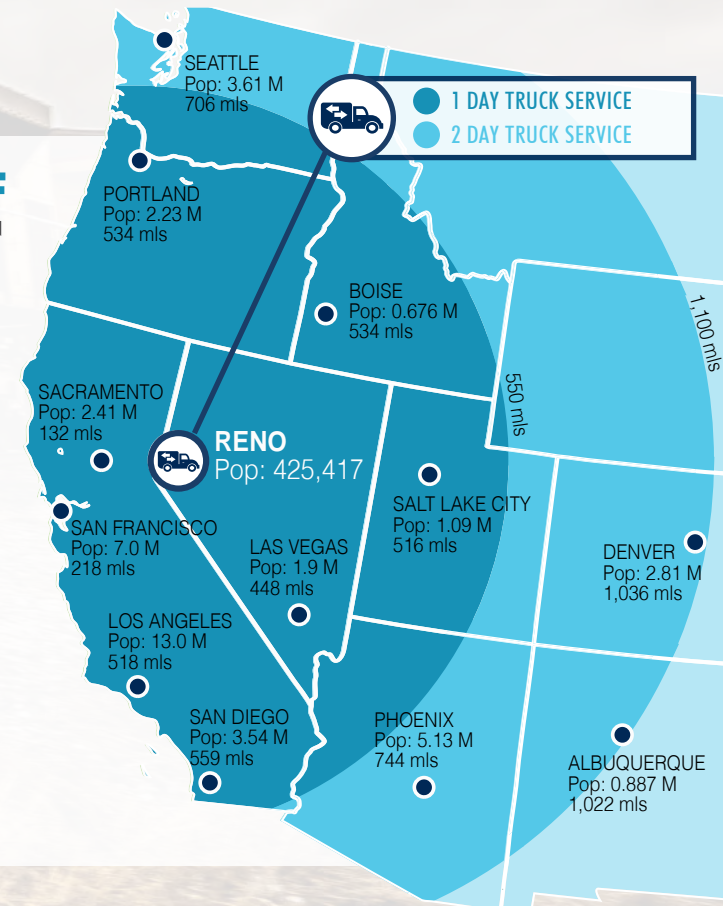 SEATTLE
Pop: 3.61 M
706 mls
1 DAY TRUCK SERVICE
2 DAY TRUCK SERVICE
PORTLAND
Pop: 2.23 M
534 mls
BOISE
Pop: 0.676 M
534 mls
1,100 mls
550 mls
SACRAMENTO
Pop: 2.41 M
132 mls
RENO
Pop: 425,417
SALT LAKE CITY
Pop: 1.09 M
516 mls
SAN FRANCISCO
Pop: 7.0 M
218 mls
LAS VEGAS
Pop: 1.9 M
448 mls
DENVER
Pop: 2.81 M
1,036 mls
LOS ANGELES
Pop: 13.0 M
518 mls
SAN DIEGO
Pop: 3.54 M
559 mls
PHOENIX
Pop: 5.13 M
744 mls
ALBUQUERQUE
Pop: 0.887 M
1,022 mls